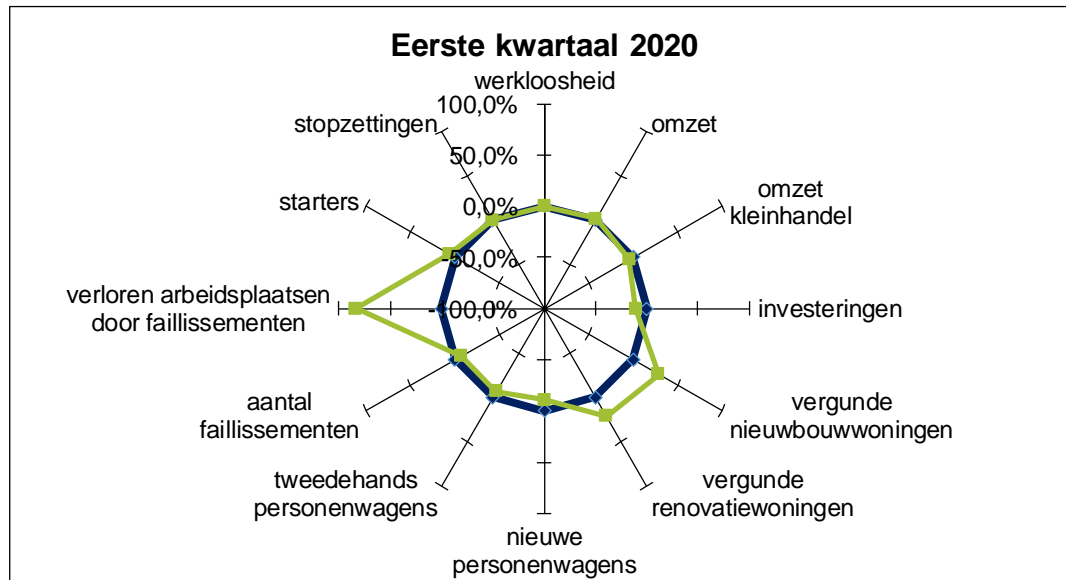 Eerste kwartaal 2020
werkloosheid
100,0%
50,0%
0,0%
-50,0%
-100,0%
omzet
omzet
kleinhandel
investeringen
vergunde
nieuwbouwwoningen
vergunde
renovatiewoningen
nieuwe
personenwagens
tweedehands
personenwagens
aantal
faillissementen
verloren arbeidsplaatsen
door faillissementen
starters
stopzettingen